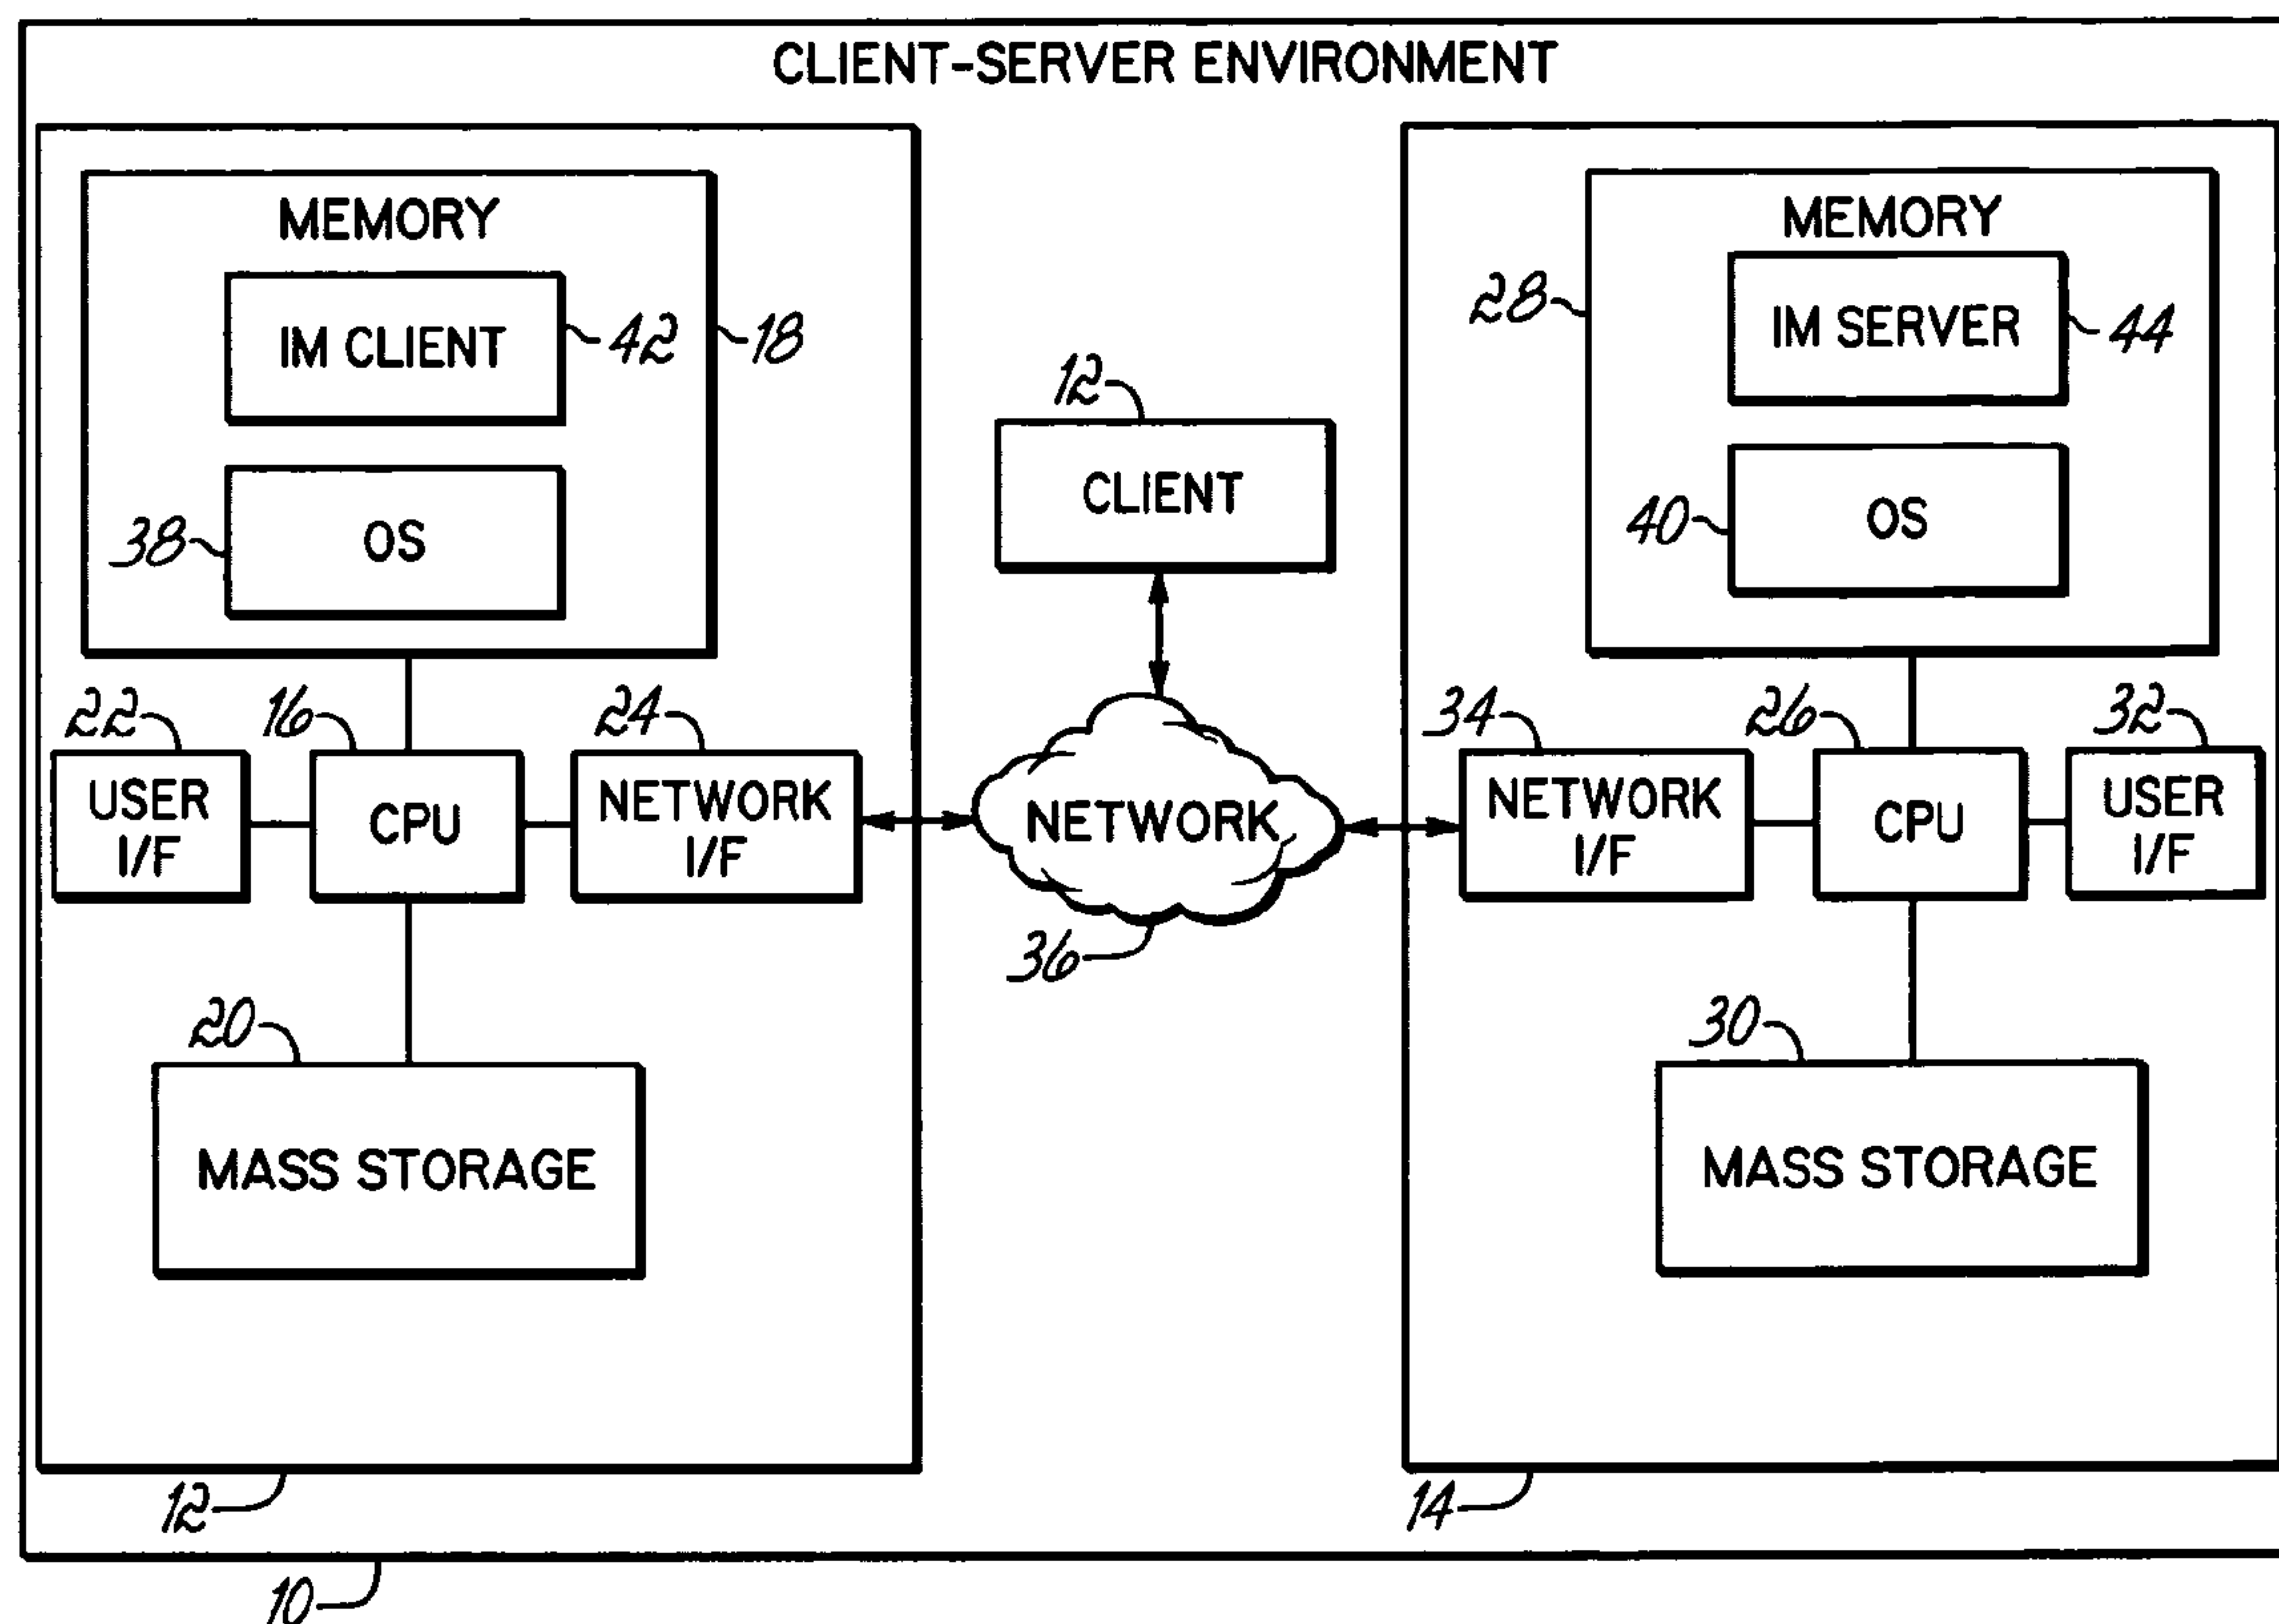 CLIENT-SERVER ENVIRONMENT
MEMORY
IM CLIENT
42
18
38
OS
22
16
24
USER
I/F
CPU
NETWORK
I/F
20
MASS STORAGE
12
12
CLIENT
NETWORK
36
MEMORY
28
IM SERVER
44
40
OS
34
26
32
NETWORK
I/F
CPU
USER
I/F
30
MASS STORAGE
14
10